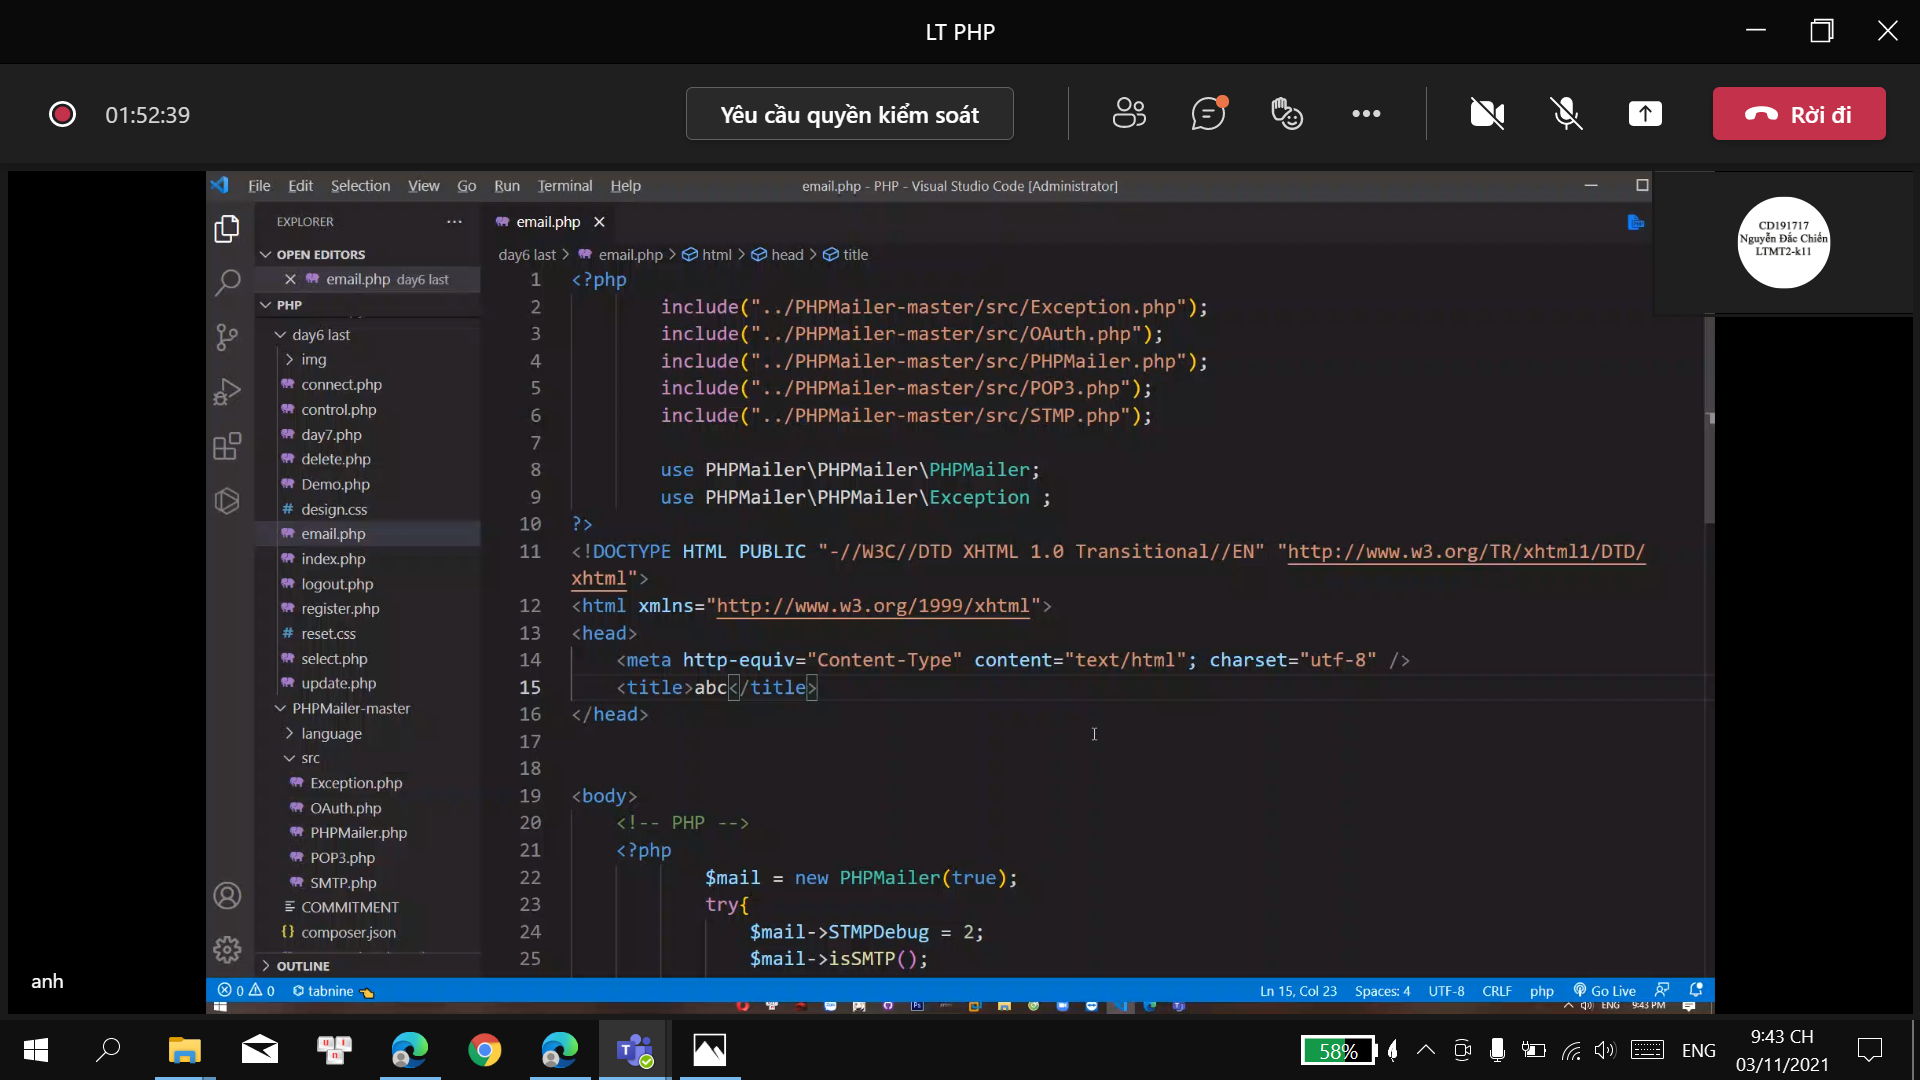 LT PHP
01:52:39
Yêu cầu quyền kiểm soát
Rời đi
File Edit Selection View Go Run Terminal Help
email.php - PHP - Visual Studio Code [Administrator]
CD191717
Nguyễn Đắc Chiến
LTMT2-k11
EXPLORER
email.php
OPEN EDITORS
email.php day6 last
PHP
day6 last
img
connect.php
control.php
day7.php
delete.php
Demo.php
design.css
email.php
index.php
logout.php
register.php
reset.css
select.php
update.php
PHPMailer-master
language
src
Exception.php
OAuth.php
PHPMailer.php
POP3.php
SMTP.php
COMMITMENT
composer.json
OUTLINE
day6 last > email.php > html > head > title
1 <?php
2 include("../PHPMailer-master/src/Exception.php");
3 include("../PHPMailer-master/src/OAuth.php");
4 include("../PHPMailer-master/src/PHPMailer.php");
5 include("../PHPMailer-master/src/POP3.php");
6 include("../PHPMailer-master/src/STMP.php");
7
8 use PHPMailer\PHPMailer\PHPMailer;
9 use PHPMailer\PHPMailer\Exception ;
10 ?>
11 <!DOCTYPE HTML PUBLIC "-//W3C//DTD XHTML 1.0 Transitional//EN" "http://www.w3.org/TR/xhtml1/DTD/
xhtml">
12 <html xmlns="http://www.w3.org/1999/xhtml">
13 <head>
14 <meta http-equiv="Content-Type" content="text/html"; charset="utf-8" />
15 <title>abc</title>
16 </head>
17
18
19 <body>
20 <!-- PHP -->
21 <?php
22 $mail = new PHPMailer(true);
23 try{
24 $mail->STMPDebug = 2;
25 $mail->isSMTP();
anh
0 0 tabnine
Ln 15, Col 23 Spaces: 4 UTF-8 CRLF php Go Live
ENG 9:43 PM
58%
ENG
9:43 CH
03/11/2021